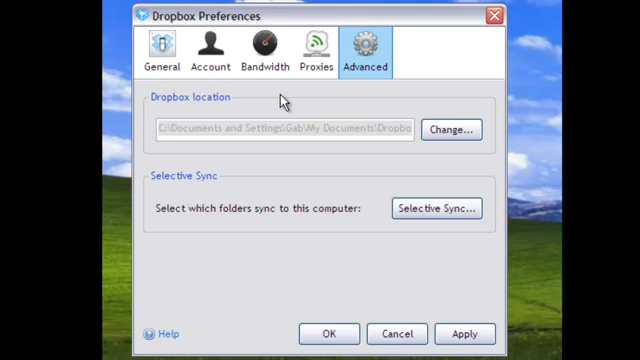 Dropbox Preferences
General Account Bandwidth Proxies Advanced
Dropbox location
C:\Documents and Settings\Gab\My Documents\Dropbo Change...
Selective Sync
Select which folders sync to this computer: Selective Sync...
Help OK Cancel Apply